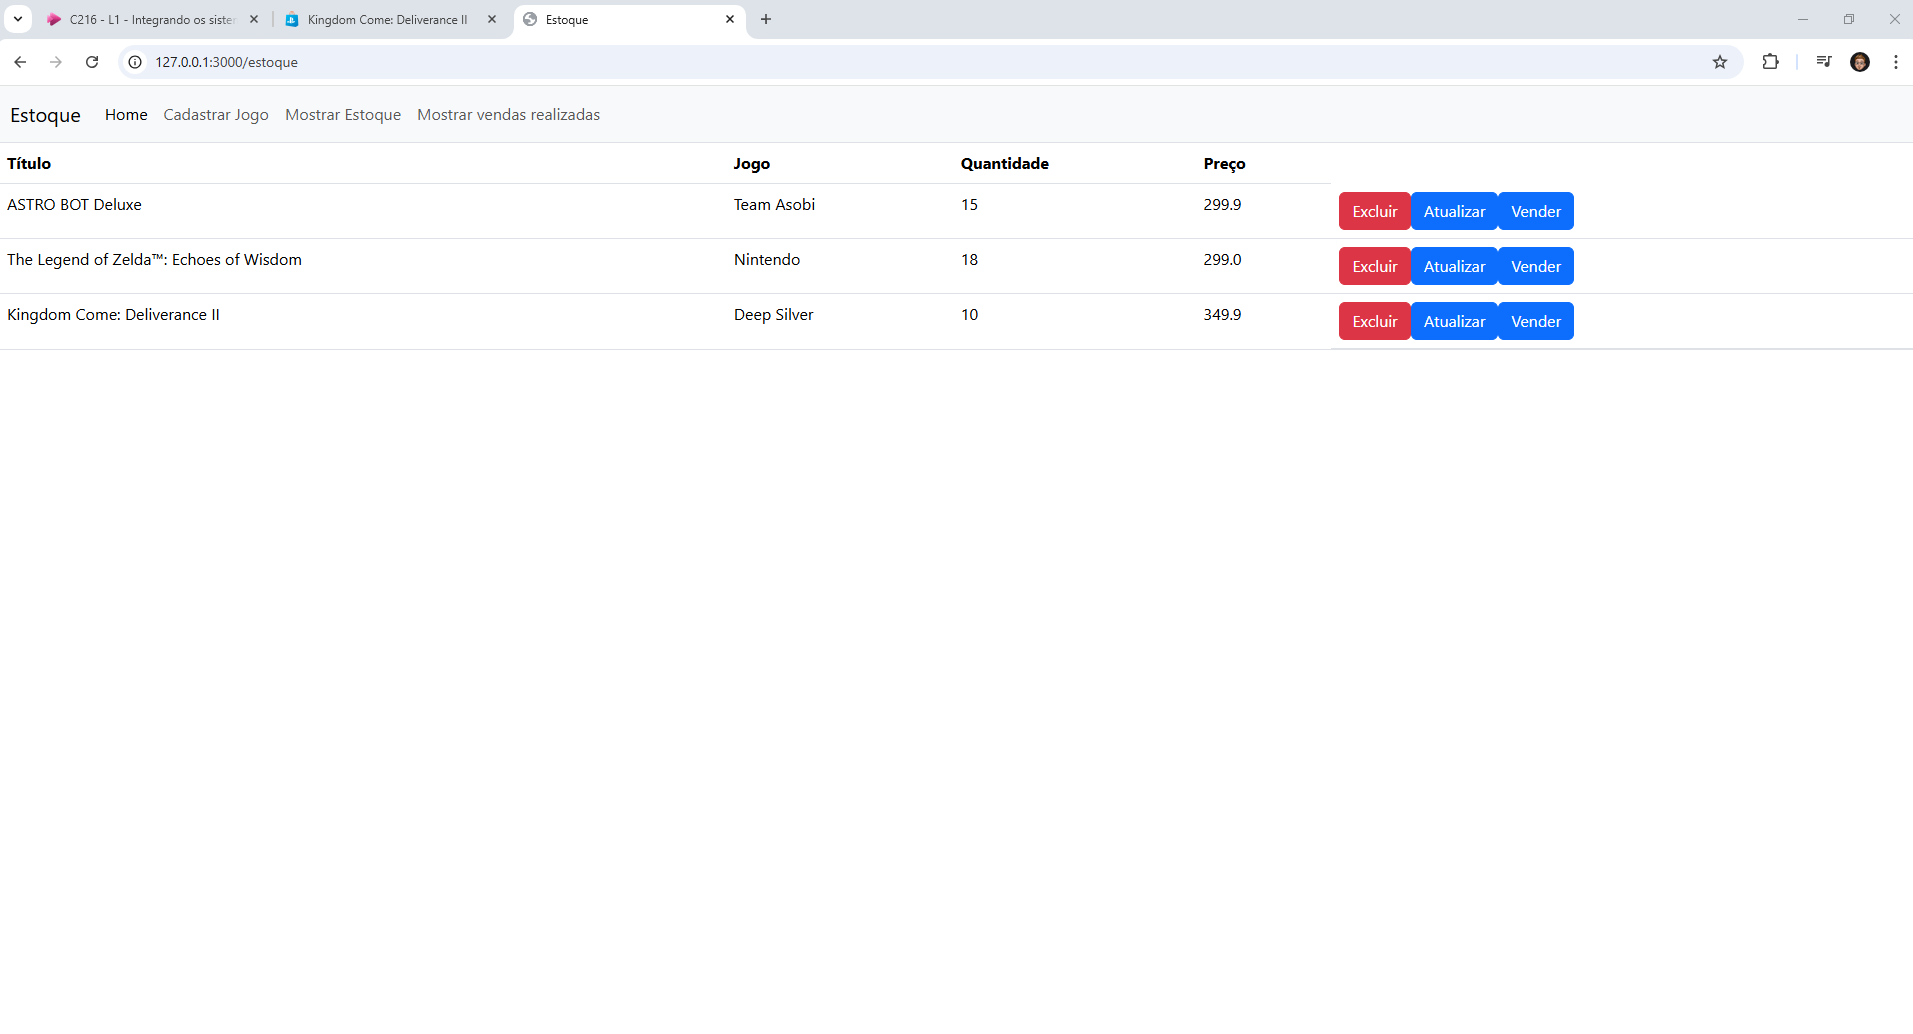 C216 - L1 - Integrando os sister
Kingdom Come: Deliverance II
Estoque
127.0.0.1:3000/estoque
Estoque Home Cadastrar Jogo Mostrar Estoque Mostrar vendas realizadas
Título Jogo Quantidade Preço
ASTRO BOT Deluxe Team Asobi 15 299.9 Excluir Atualizar Vender
The Legend of Zelda™: Echoes of Wisdom Nintendo 18 299.0 Excluir Atualizar Vender
Kingdom Come: Deliverance II Deep Silver 10 349.9 Excluir Atualizar Vender